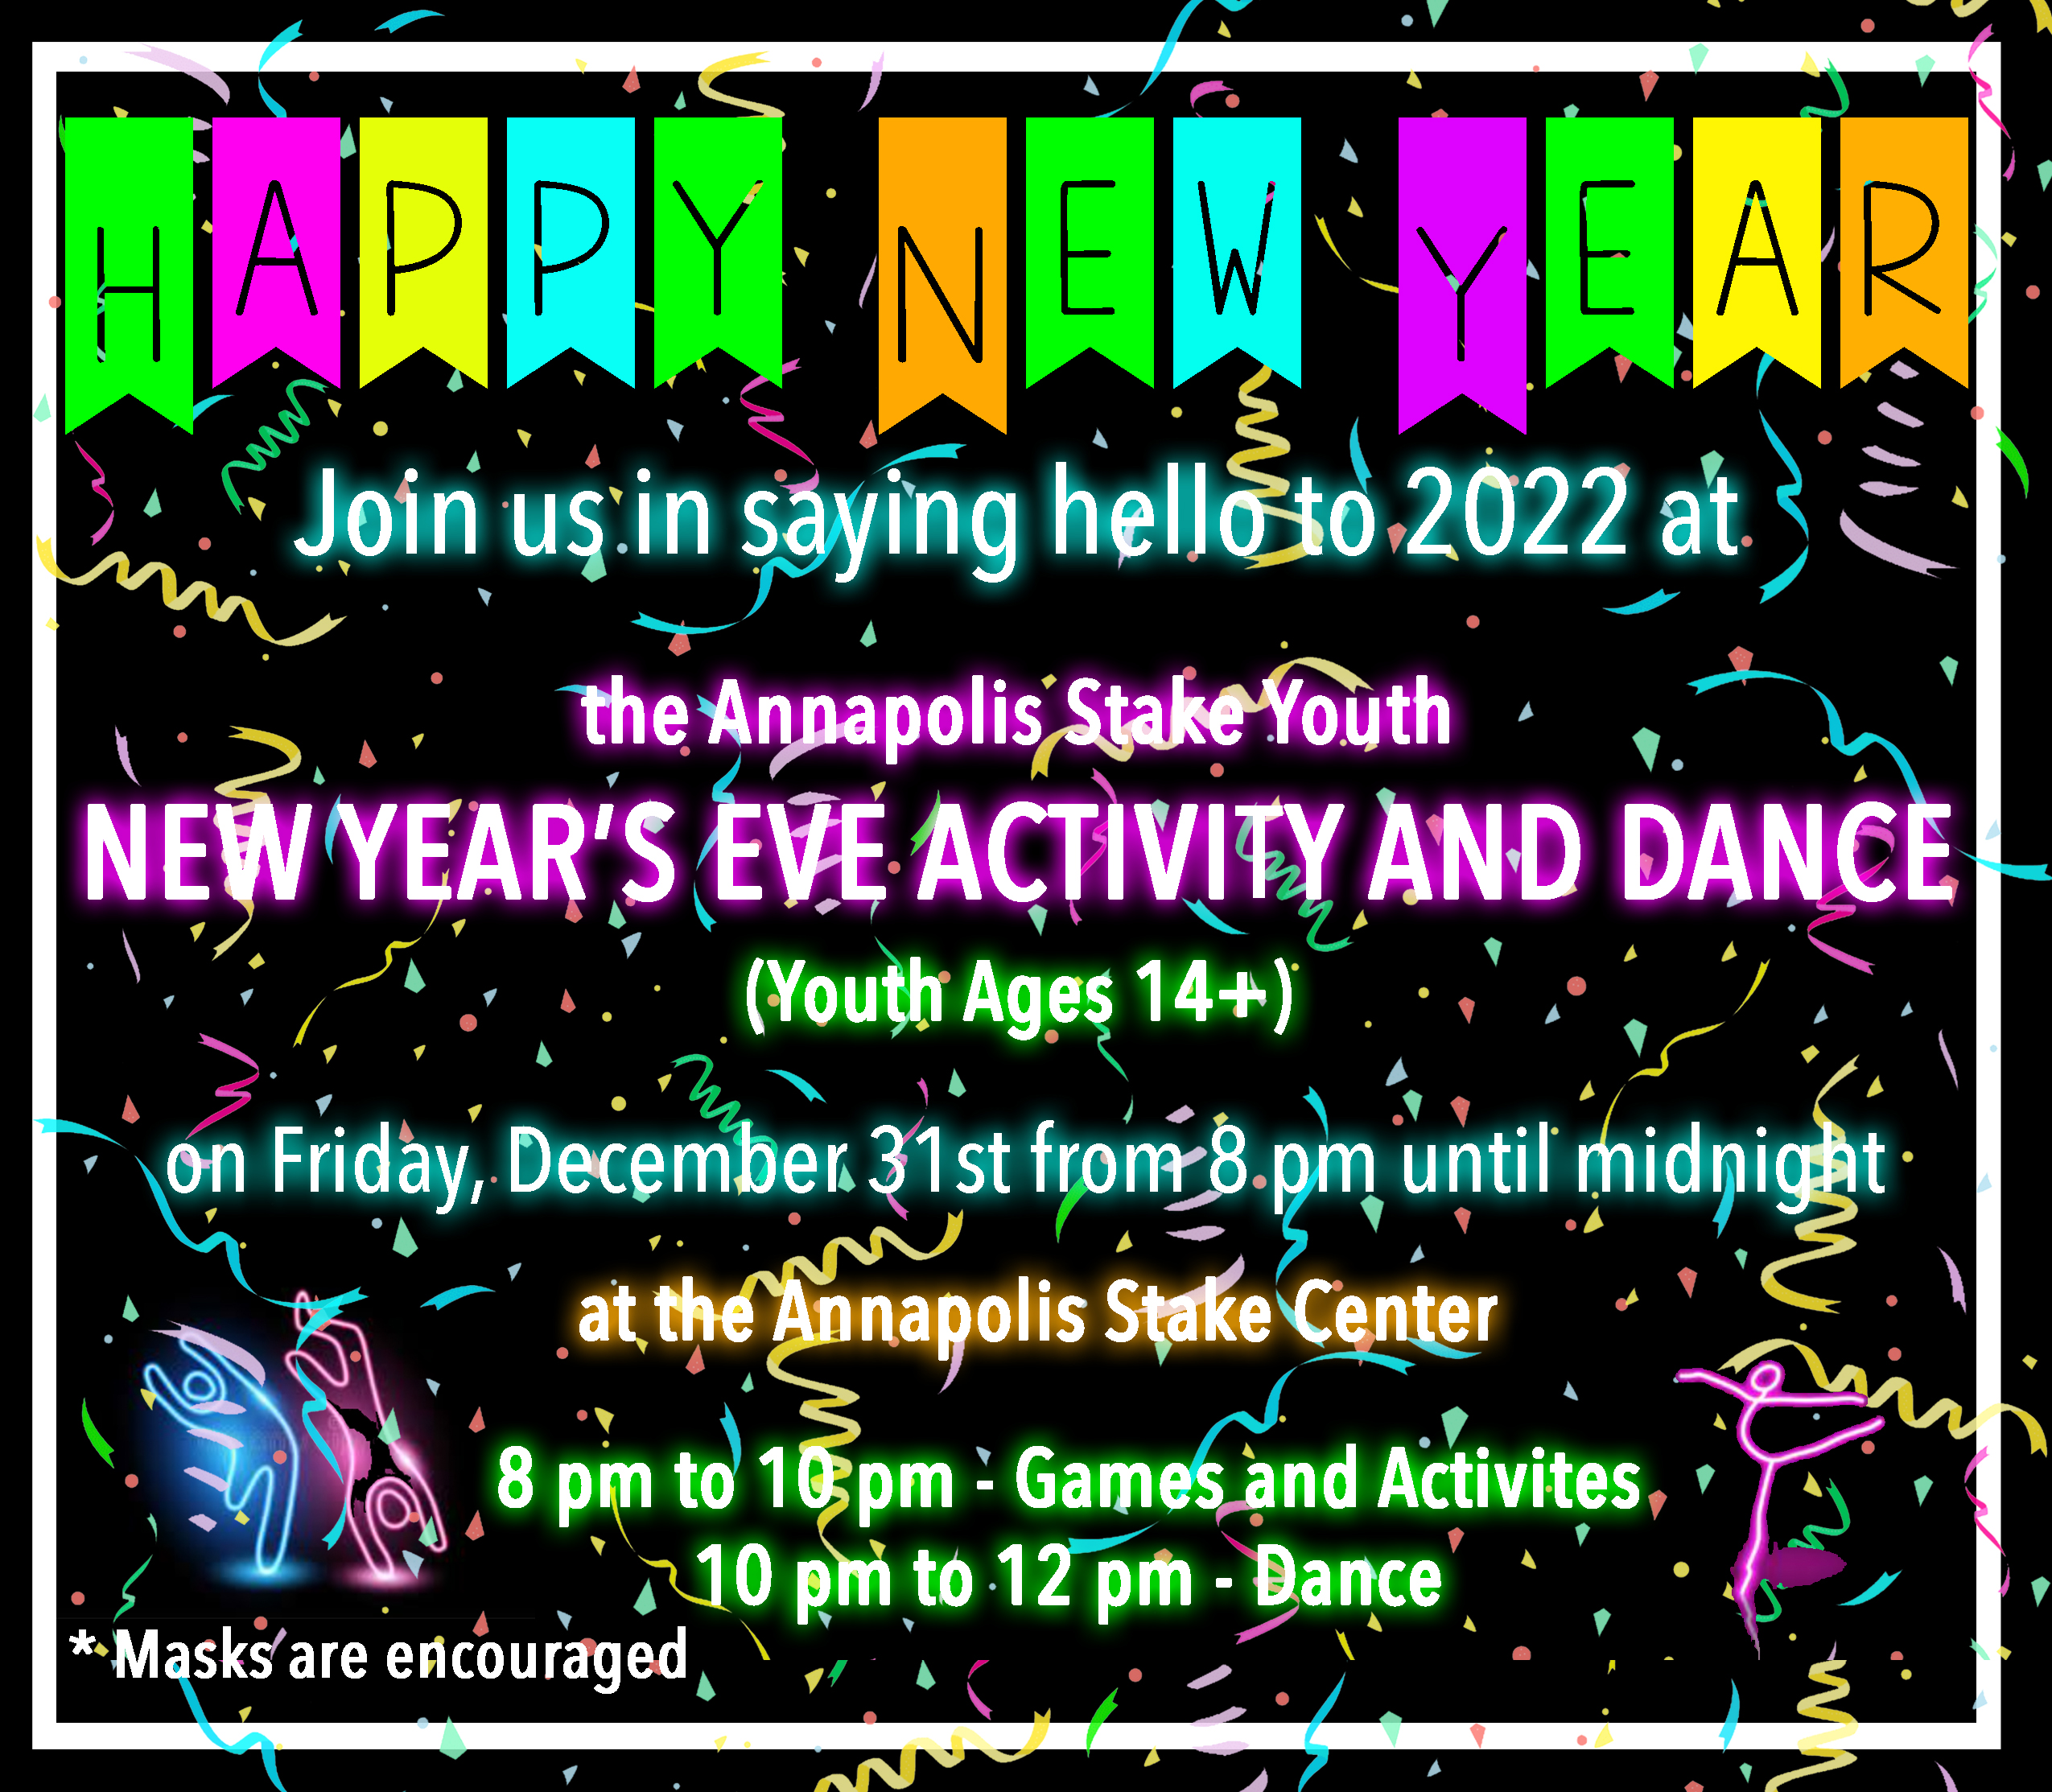 HAPPY NEW YEAR
Join us in saying hello to 2022 at
the Annapolis Stake Youth
NEW YEAR'S EVE ACTIVITY AND DANCE
(Youth Ages 14+)
on Friday, December 31st from 8 pm until midnight
at the Annapolis Stake Center
8 pm to 10 pm - Games and Activites
10 pm to 12 pm - Dance
* Masks are encouraged